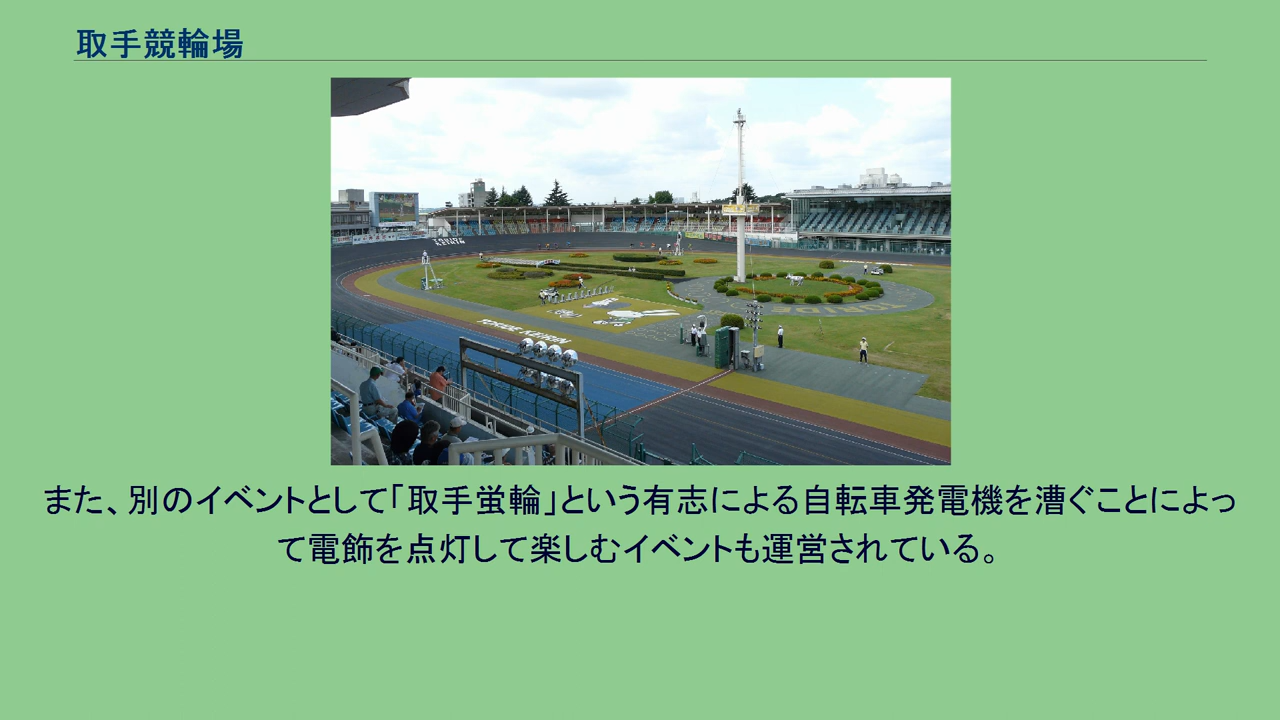 取手競輪場
TORIDE
TORIDE KEIRIN
また、別のイベントとして「取手蛍輪」という有志による自転車発電機を漕ぐことによっ
て電飾を点灯して楽しむイベントも運営されている。